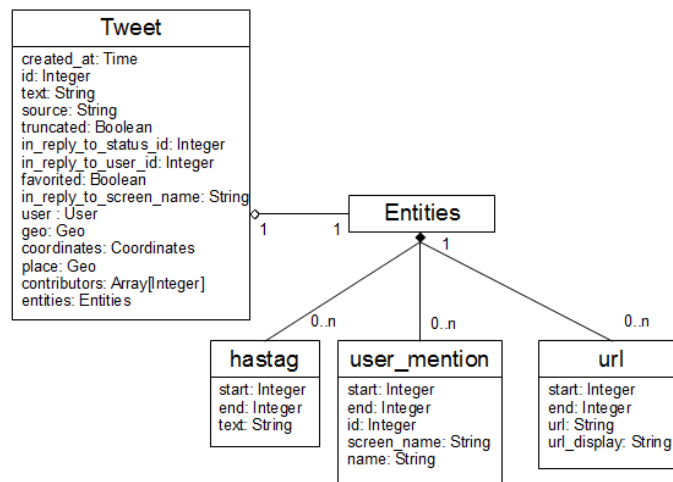 Tweet
created_at: Time
id: Integer
text: String
source: String
truncated: Boolean
in_reply_to_status_id: Integer
in_reply_to_user_id: Integer
favorited: Boolean
in_reply_to_screen_name: String
user : User
geo: Geo
coordinates: Coordinates
place: Geo
contributors: Array[Integer]
entities: Entities
1
1
Entities
1
0..n
0..n
0..n
hastag
start: Integer
end: Integer
text: String
user_mention
start: Integer
end: Integer
id: Integer
screen_name: String
name: String
url
start: Integer
end: Integer
url: String
url_display: String